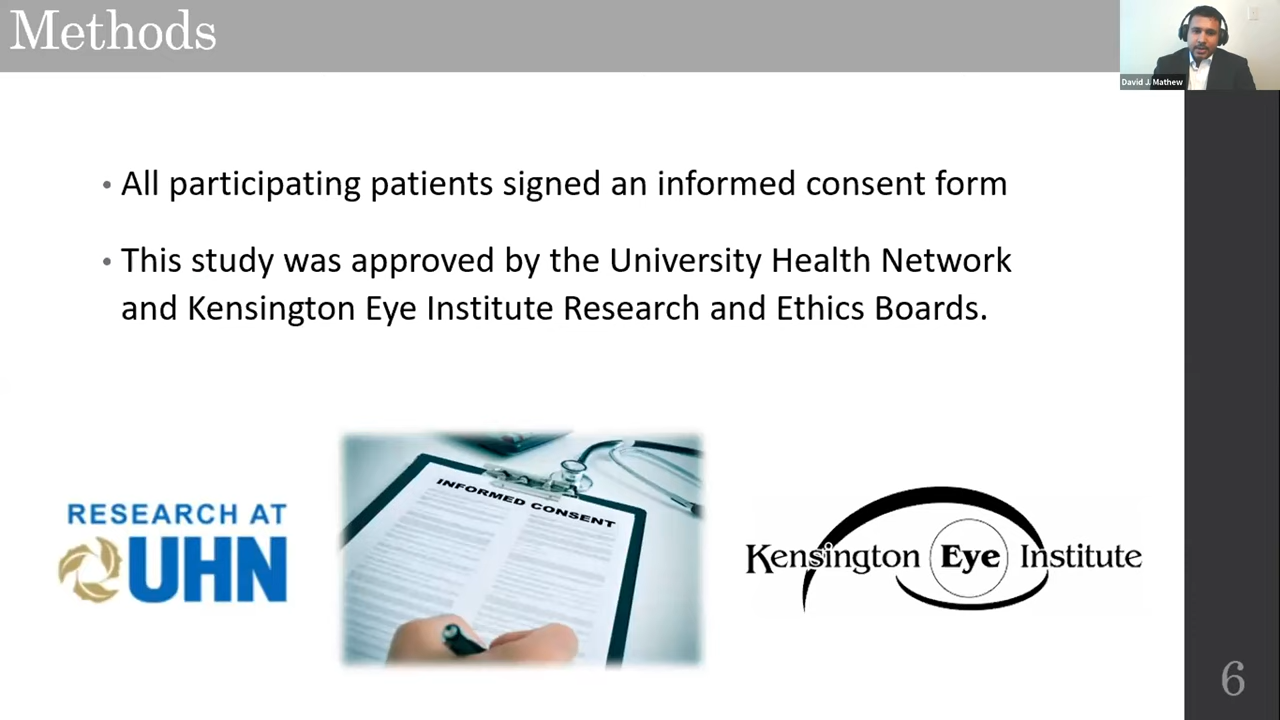 Methods
David J. Mathew
• All participating patients signed an informed consent form
• This study was approved by the University Health Network
and Kensington Eye Institute Research and Ethics Boards.
RESEARCH AT
UHN
INFORMED CONSENT
Kensington Eye Institute
6